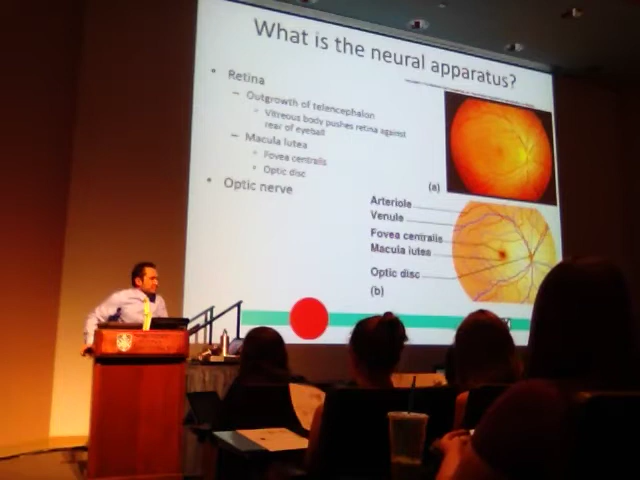 What is the neural apparatus?
• Retina
– Outgrowth of telencephalon
• Vitreous body pushes retina against
rear of eyeball
– Macula lutea
• Fovea centralis
• Optic disc
• Optic nerve
(a)
Arteriole
Venule
Fovea centralis
Macula lutea
Optic disc
(b)